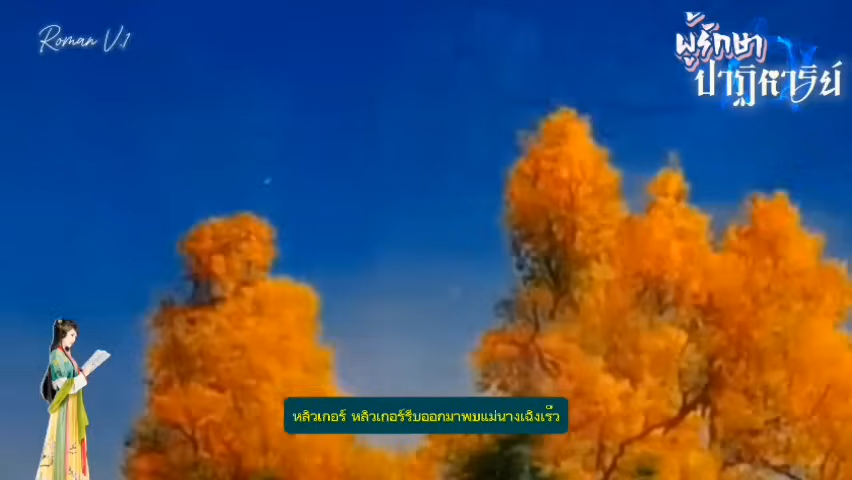 Roman V.1
ผู้รักษา
ปาฏิหาริย์
หลิวเกอร์ หลิวเกอร์รีบออกมาพบแม่นางเฉิงเร็ว